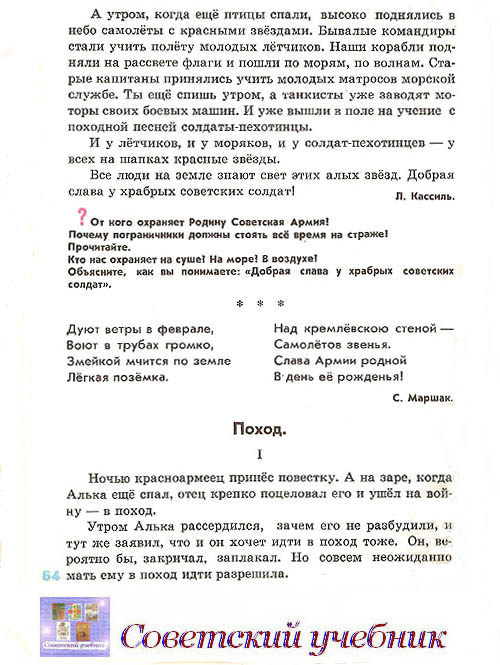 А утром, когда ещё птицы спали, высоко поднялись в
небо самолёты с красными звёздами. Бывалые командиры
стали учить полёту молодых лётчиков. Наши корабли под-
няли на рассвете флаги и пошли по морям, по волнам. Ста-
рые капитаны принялись учить молодых матросов морской
службе. Ты ещё спишь утром, а танкисты уже заводят мо-
торы своих боевых машин. И уже вышли в поле на учение с
походной песней солдаты-пехотинцы.
И у лётчиков, и у моряков, и у солдат-пехотинцев — у
всех на шапках красные звёзды.
Все люди на земле знают свет этих алых звёзд. Добрая
слава у храбрых советских солдат!
Л. Кассиль.
? От кого охраняет Родину Советская Армия?
Почему пограничники должны стоять всё время на страже?
Прочитайте.
Кто нас охраняет на суше? На море? В воздухе?
Объясните, как вы понимаете: «Добрая слава у храбрых советских
солдат».
* * *
Дуют ветры в феврале,
Воют в трубах громко,
Змейкой мчится по земле
Лёгкая позёмка.
Над кремлёвскою стеной —
Самолётов звенья.
Слава Армии родной
В день её рожденья!
С. Маршак.
Поход.
I
Ночью красноармеец принёс повестку. А на заре, когда
Алька ещё спал, отец крепко поцеловал его и ушёл на вой-
ну — в поход.
Утром Алька рассердился, зачем его не разбудили, и
тут же заявил, что и он хочет идти в поход тоже. Он, ве-
роятно бы, закричал, заплакал. Но совсем неожиданно
мать ему в поход идти разрешила.
64
Советский учебник
Советский учебник